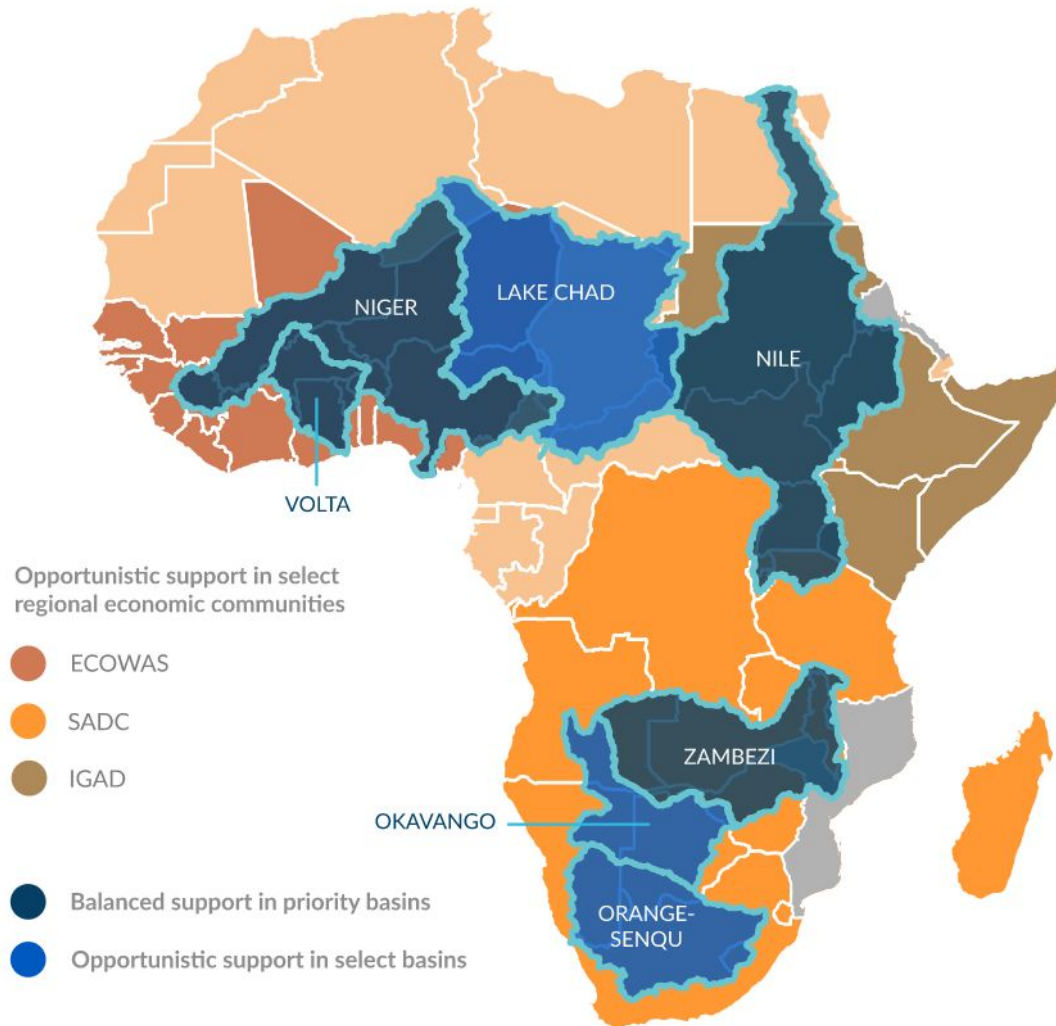 NIGER
LAKE CHAD
NILE
VOLTA
Opportunistic support in select
regional economic communities
ECOWAS
SADC
IGAD
ZAMBEZI
OKAVANGO
Balanced support in priority basins
ORANGE-
SENQU
Opportunistic support in select basins